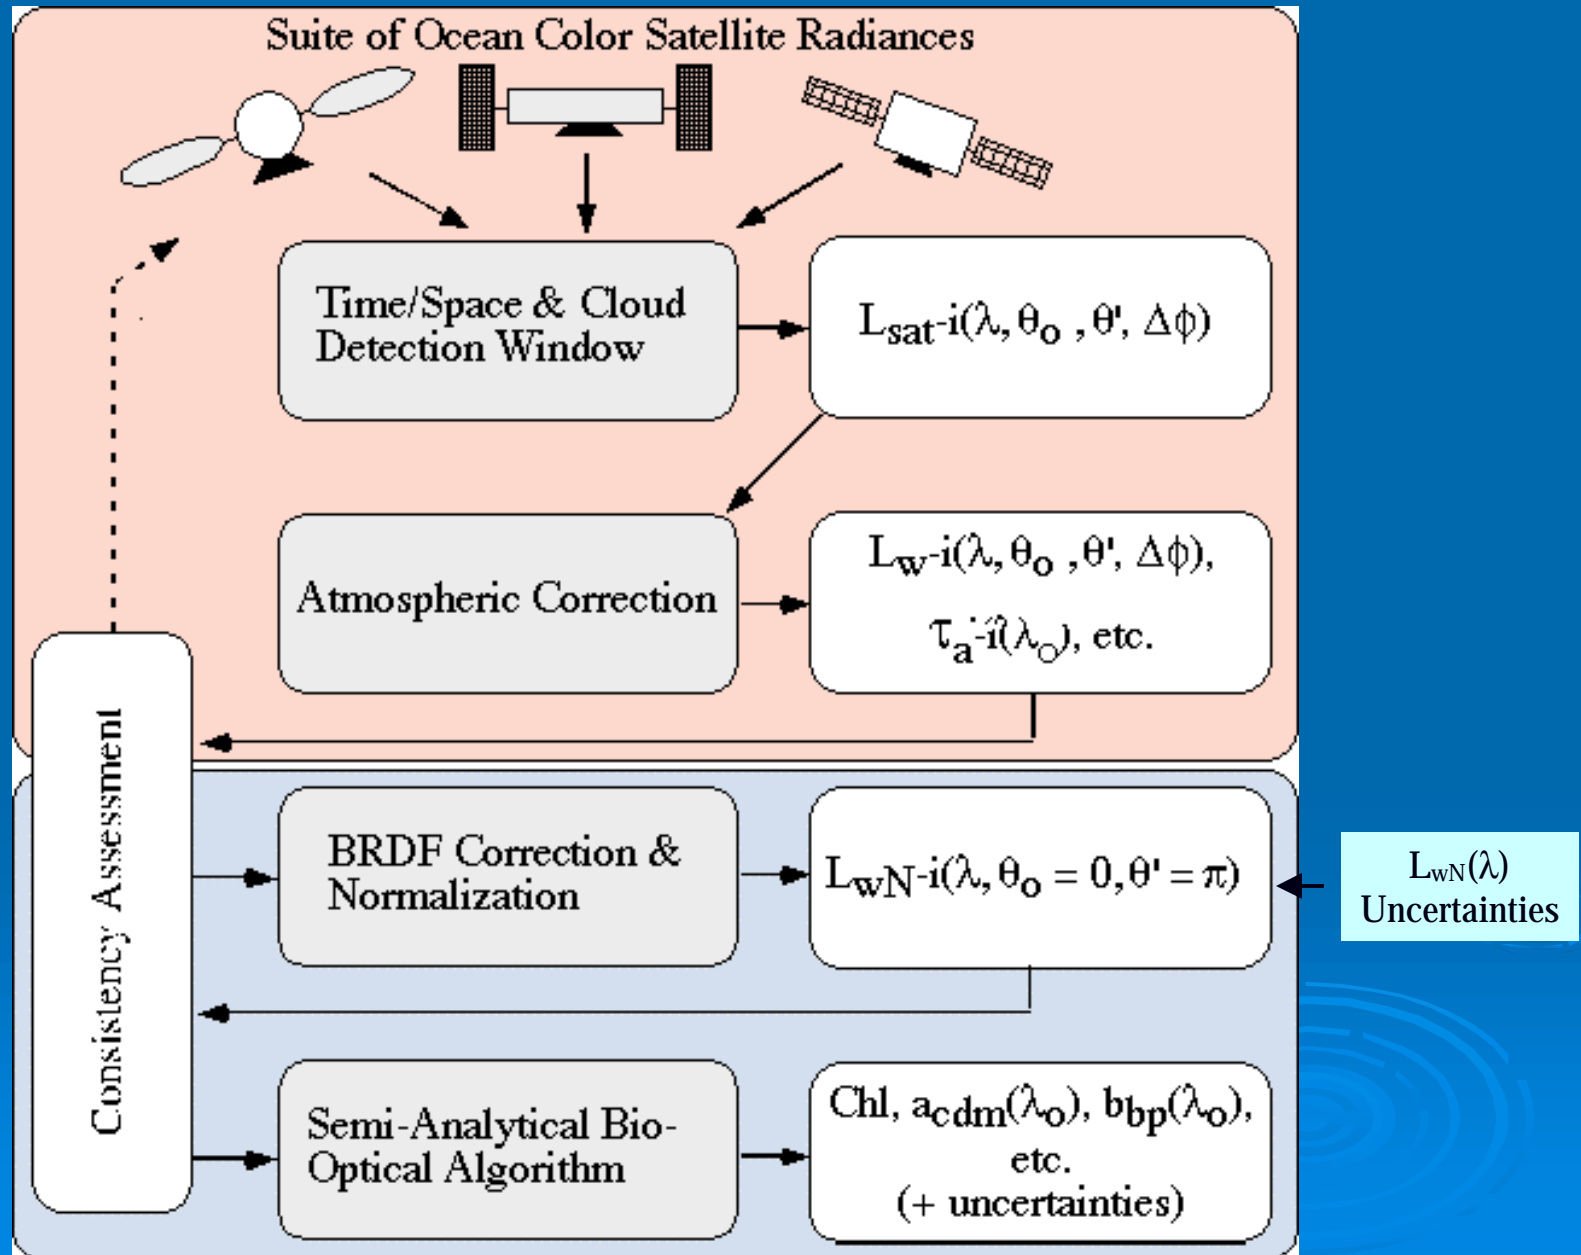 Suite of Ocean Color Satellite Radiances
Time/Space & Cloud
Detection Window
Lsat-i(λ, θo , θ', Δϕ)
Atmospheric Correction
Lw-i(λ, θo , θ', Δϕ),
τa-i(λo), etc.
Consistency Assessment
BRDF Correction &
Normalization
LwN-i(λ, θo = 0, θ' = π)
LwN(λ)
Uncertainties
Semi-Analytical Bio-
Optical Algorithm
Chl, acdm(λo), bbp(λo),
etc.
(+ uncertainties)